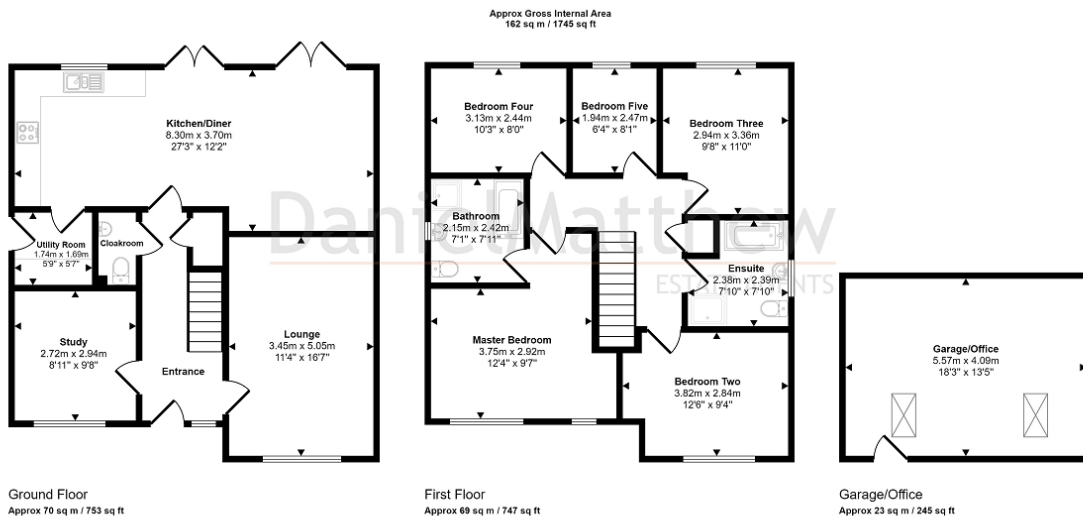 Approx Gross Internal Area
162 sq m / 1745 sq ft
Kitchen/Diner
8.30m x 3.70m
27'3" x 12'2"
Utility Room
1.74m x 1.69m
5'9" x 5'7"
Cloakroom
Study
2.72m x 2.94m
8'11" x 9'8"
Entrance
Lounge
3.45m x 5.05m
11'4" x 16'7"
Ground Floor
Approx 70 sq m / 753 sq ft
Bedroom Four
3.13m x 2.44m
10'3" x 8'0"
Bedroom Five
1.94m x 2.47m
6'4" x 8'1"
Bedroom Three
2.94m x 3.36m
9'8" x 11'0"
Bathroom
2.15m x 2.42m
7'1" x 7'11"
Ensuite
2.38m x 2.39m
7'10" x 7'10"
Master Bedroom
3.75m x 2.92m
12'4" x 9'7"
Bedroom Two
3.82m x 2.84m
12'6" x 9'4"
First Floor
Approx 69 sq m / 747 sq ft
Garage/Office
5.57m x 4.09m
18'3" x 13'5"
Garage/Office
Approx 23 sq m / 245 sq ft
DanielMatthew